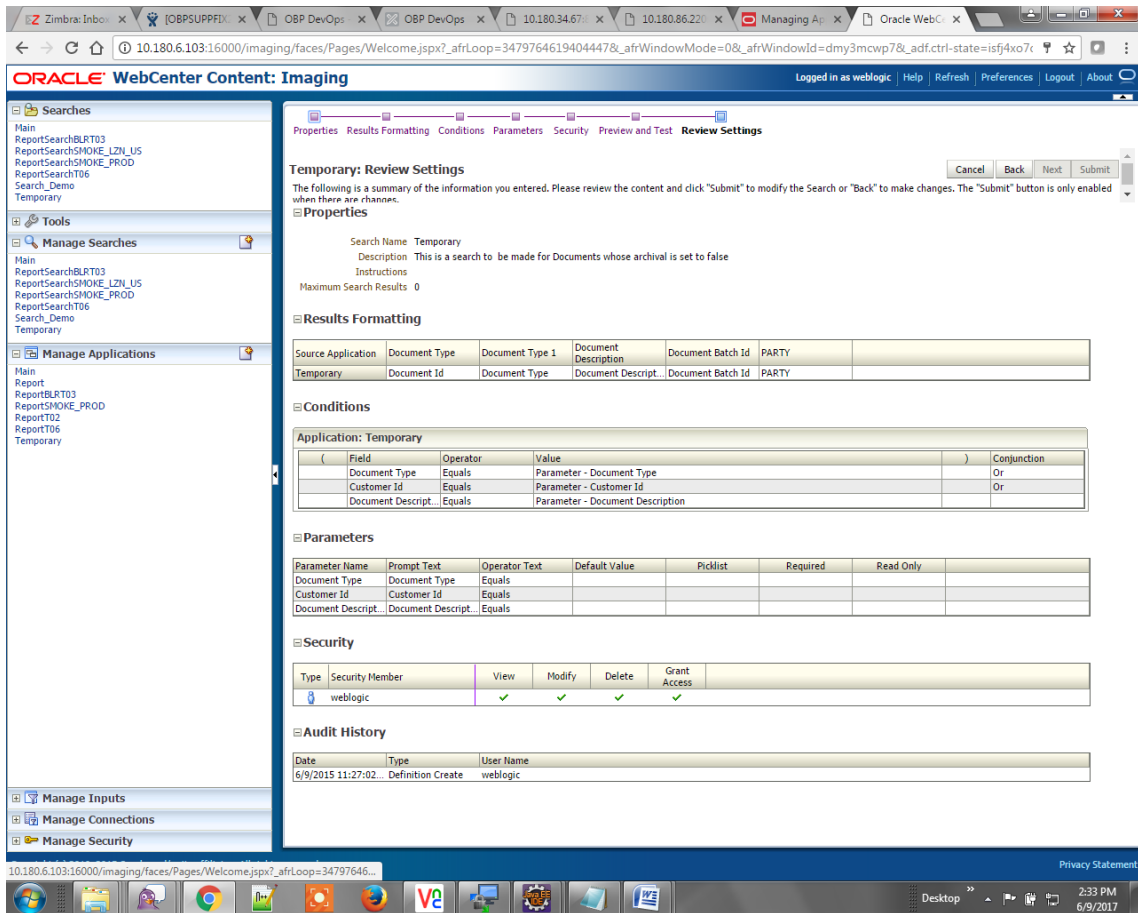 Zimbra: Inbox
[OBPSUPPFIX
OBP DevOps
OBP DevOps
10.180.34.67:
10.180.86.220
Managing Ap
Oracle WebCe
10.180.6.103:16000/imaging/faces/Pages/Welcome.jspx?_afrLoop=34797646194044478&_afrWindowMode=0&_afrWindowId=dmy3mcwp7&_adf.ctrl-state=isfj4xo7
ORACLE WebCenter Content: Imaging
Logged in as weblogic | Help | Refresh | Preferences | Logout | About
Searches
Main
ReportSearchBLRT03
ReportSearchSMOKE_LZN_US
ReportSearchSMOKE_PROD
ReportSearchT06
Search_Demo
Temporary
Tools
Manage Searches
Main
ReportSearchBLRT03
ReportSearchSMOKE_LZN_US
ReportSearchSMOKE_PROD
ReportSearchT06
Search_Demo
Temporary
Manage Applications
Main
Report
ReportBLRT03
ReportSMOKE_PROD
ReportT02
ReportT06
Temporary
Manage Inputs
Manage Connections
Manage Security
Properties Results Formatting Conditions Parameters Security Preview and Test Review Settings
Temporary: Review Settings
Cancel Back Next Submit
The following is a summary of the information you entered. Please review the content and click "Submit" to modify the Search or "Back" to make changes. The "Submit" button is only enabled
when there are changes.
Properties
Search Name Temporary
Description This is a search to be made for Documents whose archival is set to false
Instructions
Maximum Search Results 0
Results Formatting
Source Application Document Type Document Type 1 Document Description Document Batch Id PARTY
Temporary Document Id Document Type Document Descript... Document Batch Id PARTY
Conditions
Application: Temporary
( Field Operator Value ) Conjunction
Document Type Equals Parameter - Document Type Or
Customer Id Equals Parameter - Customer Id Or
Document Descript... Equals Parameter - Document Description
Parameters
Parameter Name Prompt Text Operator Text Default Value Picklist Required Read Only
Document Type Document Type Equals
Customer Id Customer Id Equals
Document Descript... Document Descript... Equals
Security
Type Security Member View Modify Delete Grant Access
weblogic
Audit History
Date Type User Name
6/9/2015 11:27:02... Definition Create weblogic
Privacy Statement
10.180.6.103:16000/imaging/faces/Pages/Welcome.jspx?_afrLoop=34797646...
Desktop
2:33 PM
6/9/2017